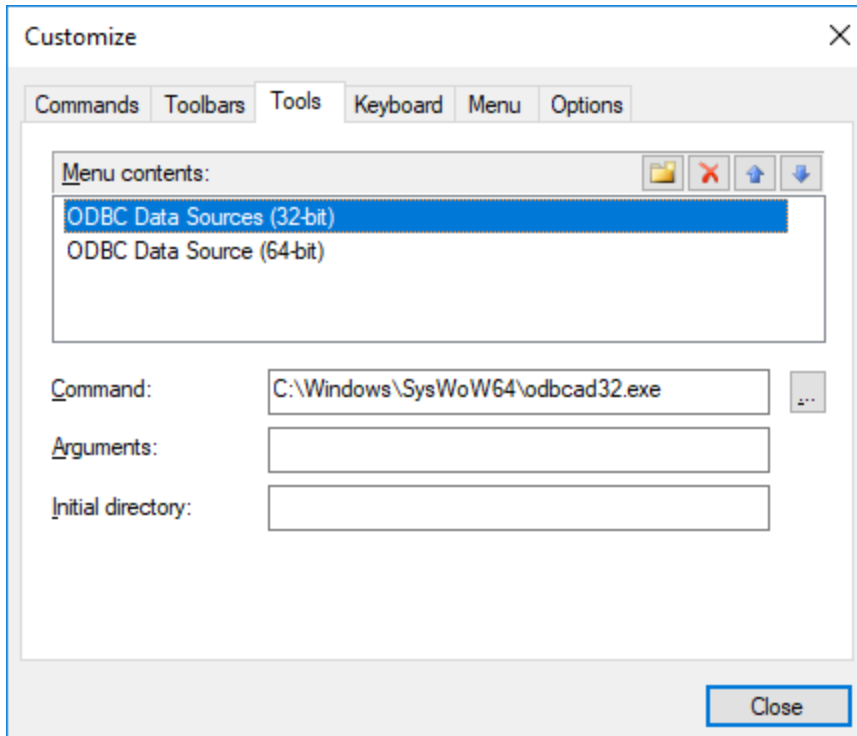 Customize
Commands Toolbars Tools Keyboard Menu Options
Menu contents:
ODBC Data Sources (32-bit)
ODBC Data Source (64-bit)
Command: C:\Windows\SysWoW64\odbcad32.exe ...
Arguments:
Initial directory:
Close